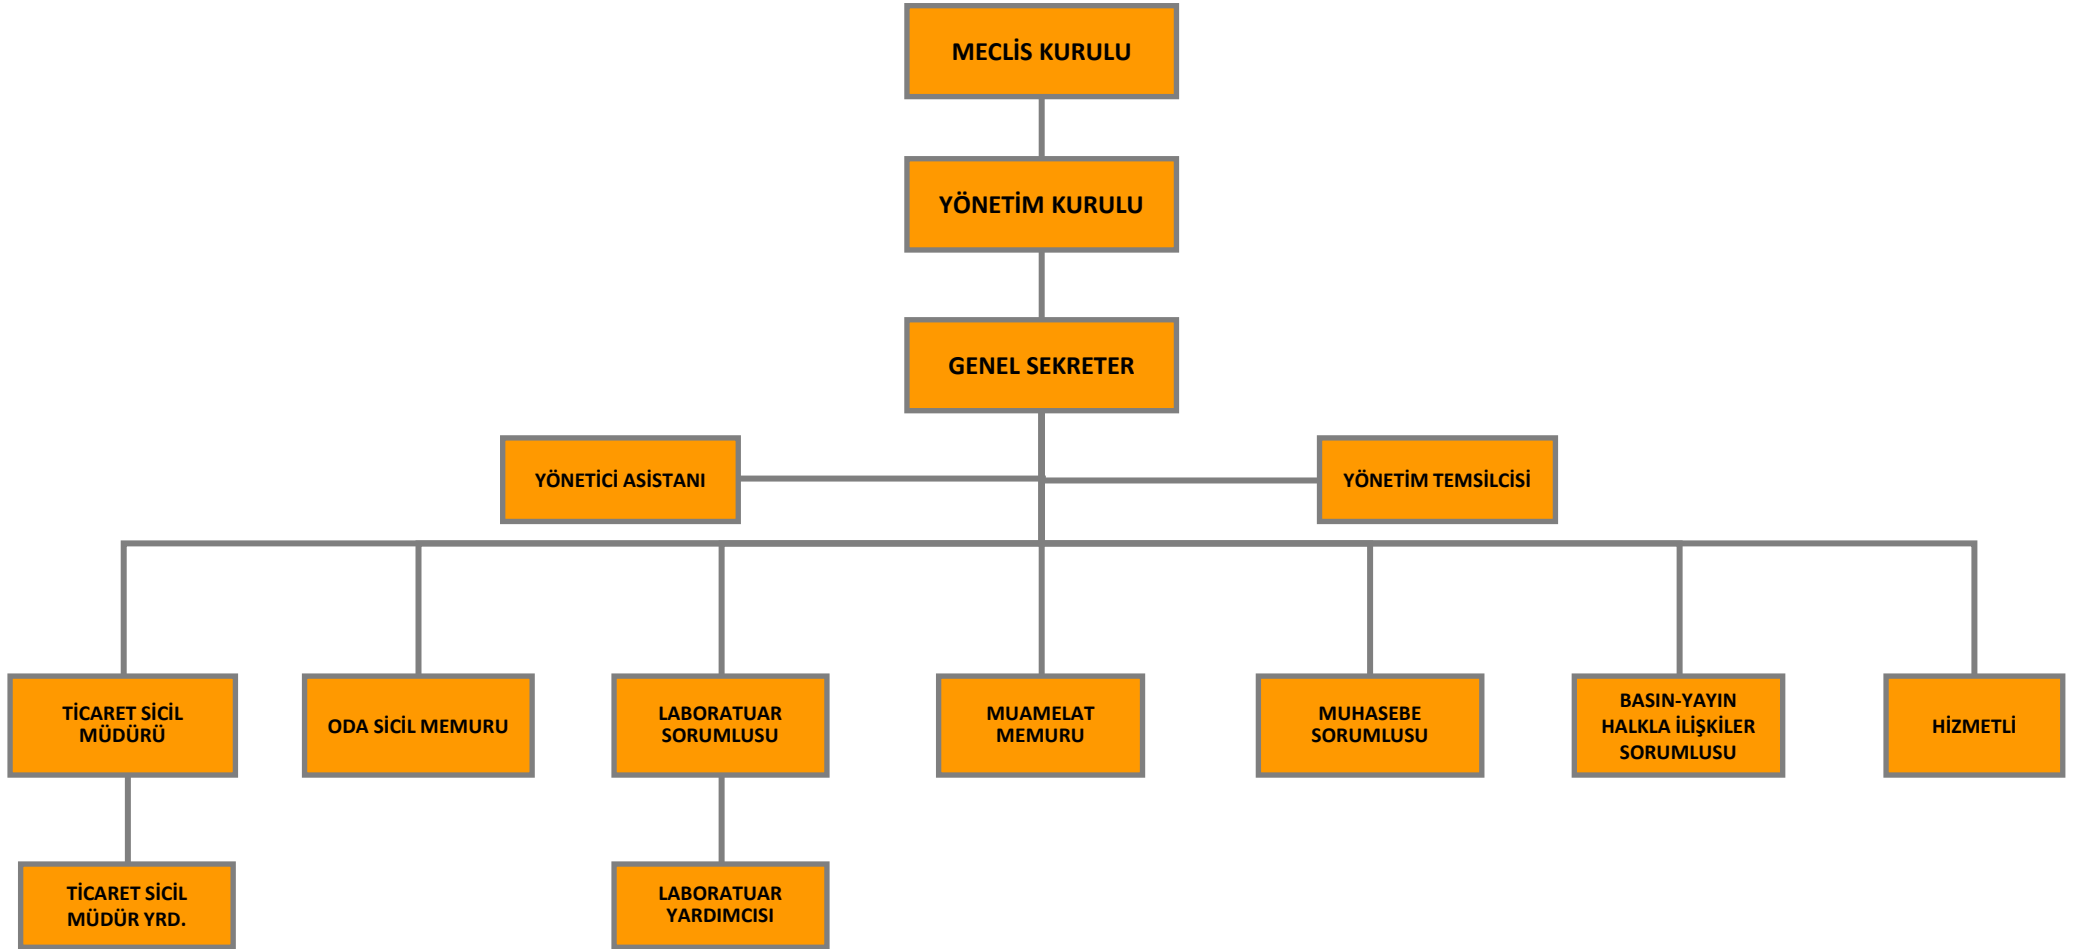 MECLİS KURULU
YÖNETİM KURULU
GENEL SEKRETER
YÖNETİCİ ASİSTANI
YÖNETİM TEMSİLCİSİ
TİCARET SİCİL
MÜDÜRÜ
ODA SİCİL MEMURU
LABORATUAR
SORUMLUSU
MUAMELAT
MEMURU
MUHASEBE
SORUMLUSU
BASIN-YAYIN
HALKLA İLİŞKİLER
SORUMLUSU
HİZMETLİ
TİCARET SİCİL
MÜDÜR YRD.
LABORATUAR
YARDIMCISI